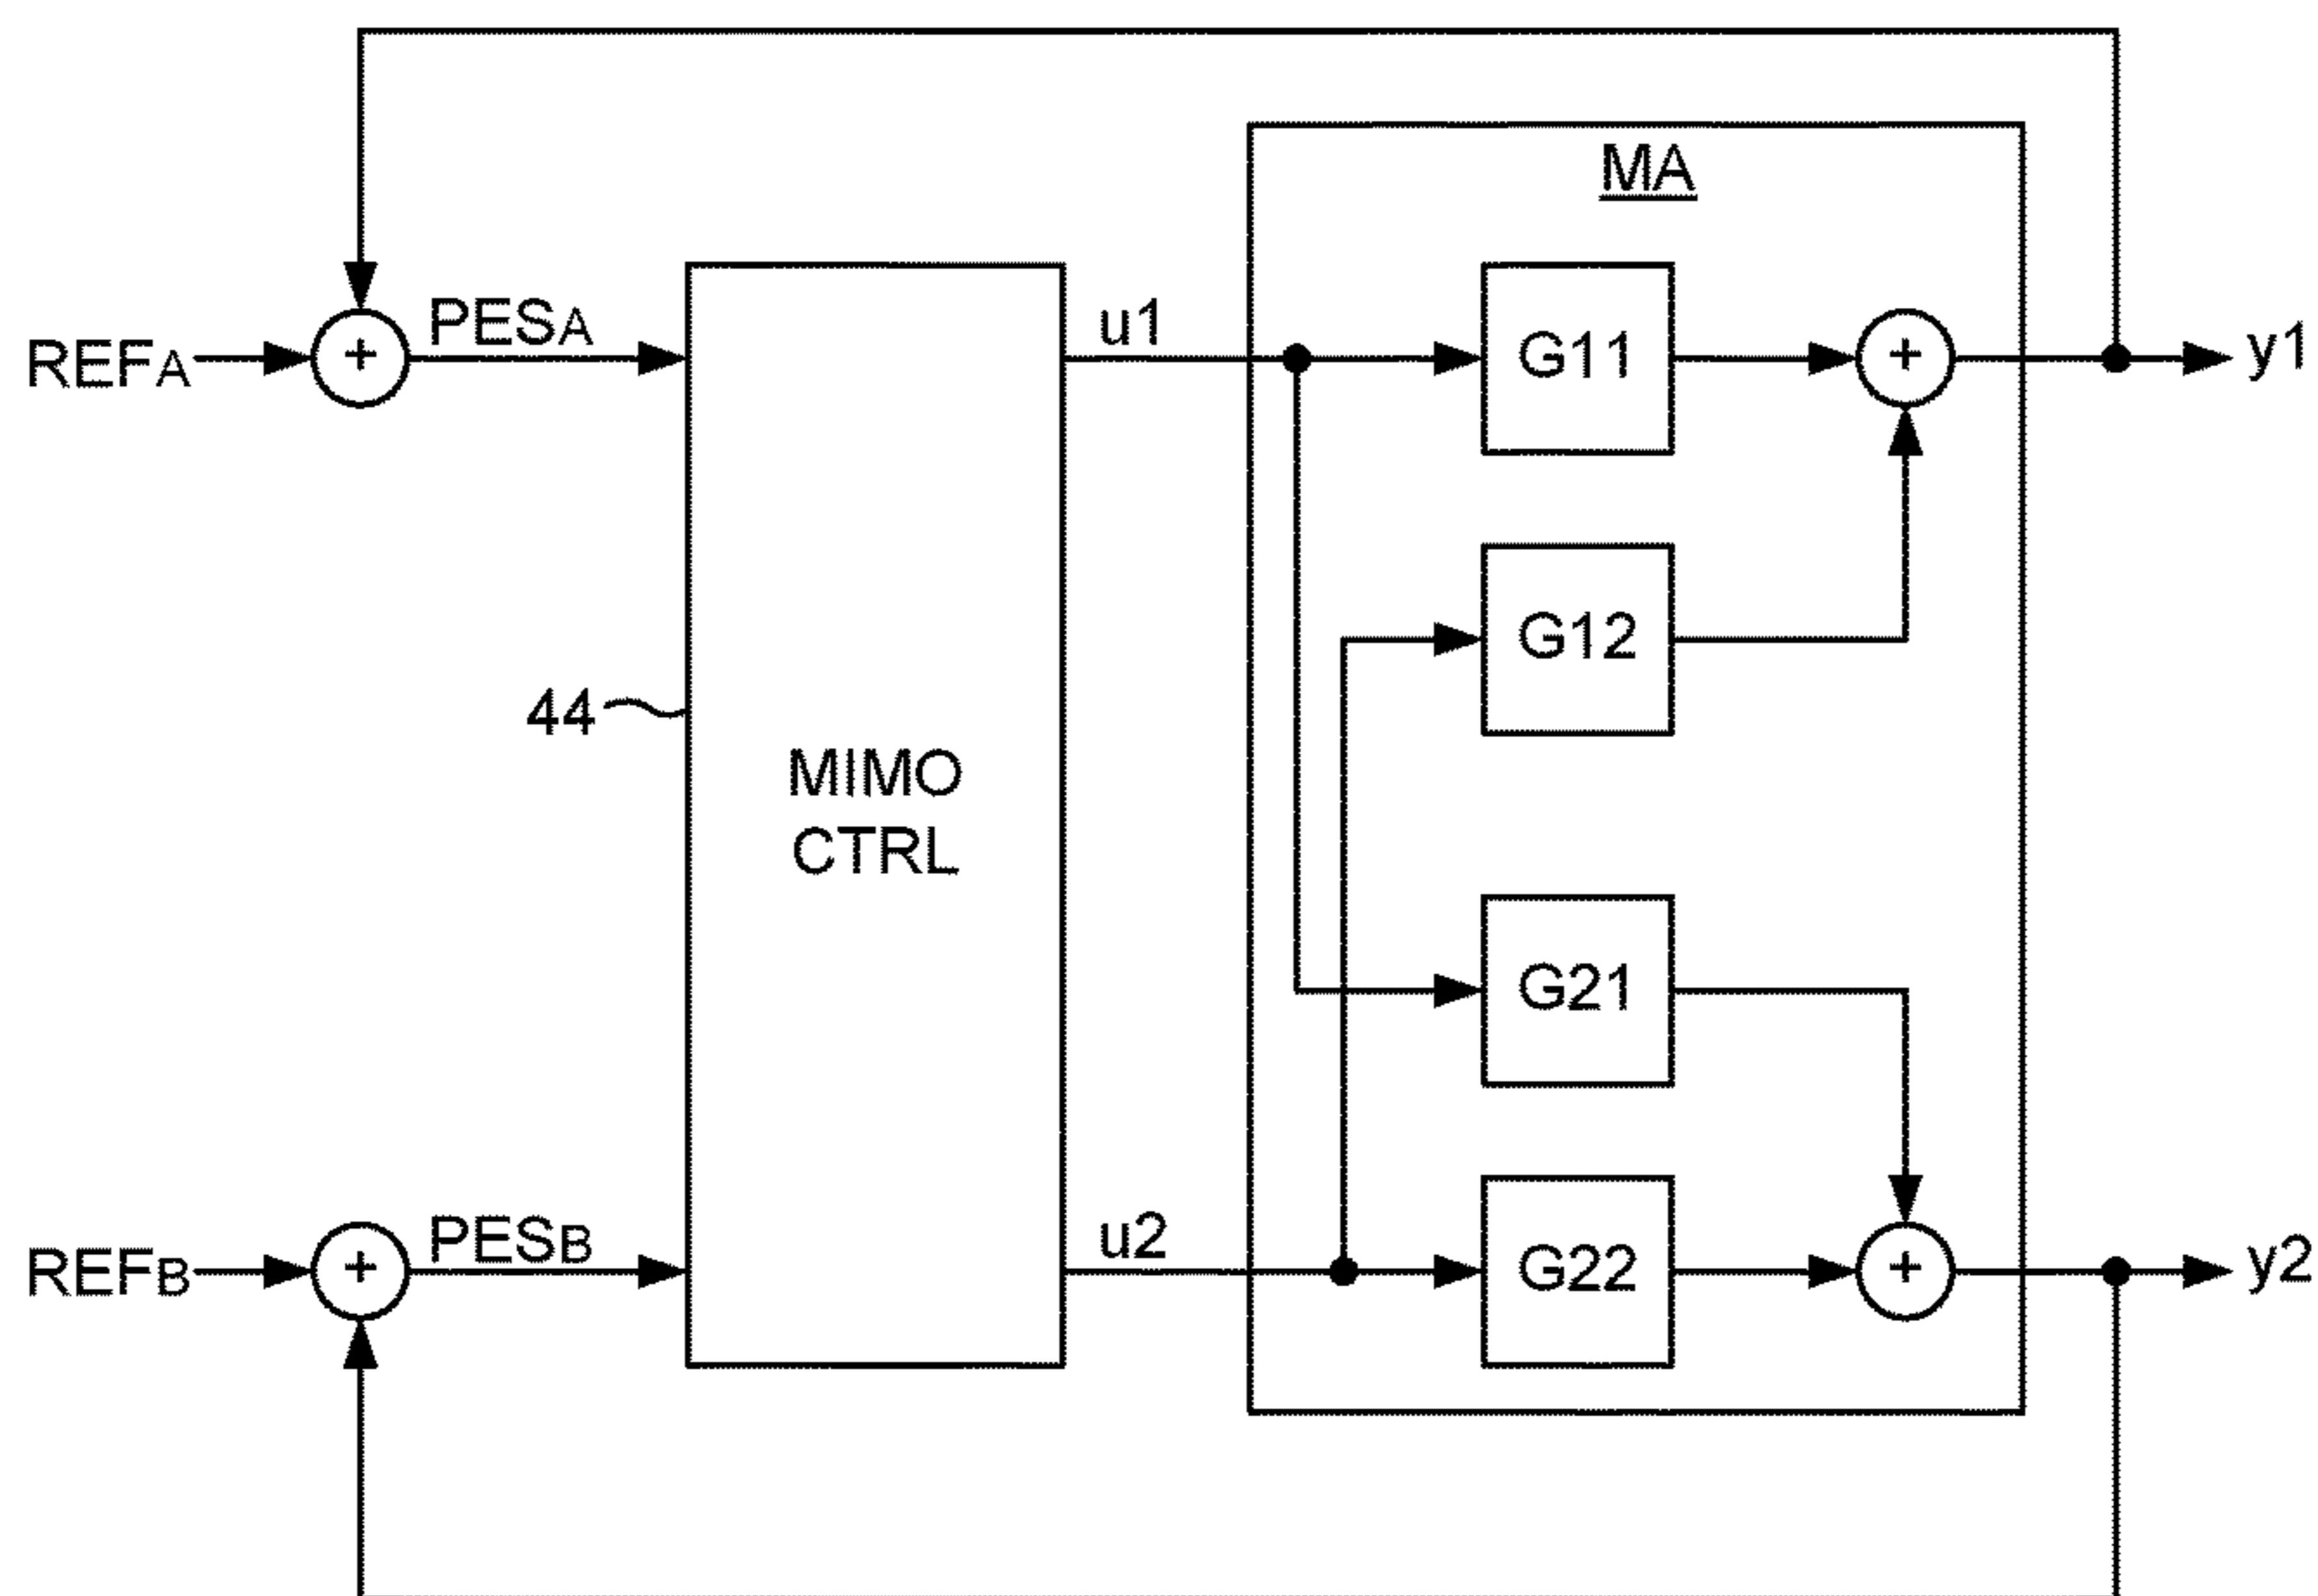 MA
REFA
+
PESA
u1
G11
+
y1
G12
44
MIMO
CTRL
G21
REFB
+
PESB
u2
G22
+
y2